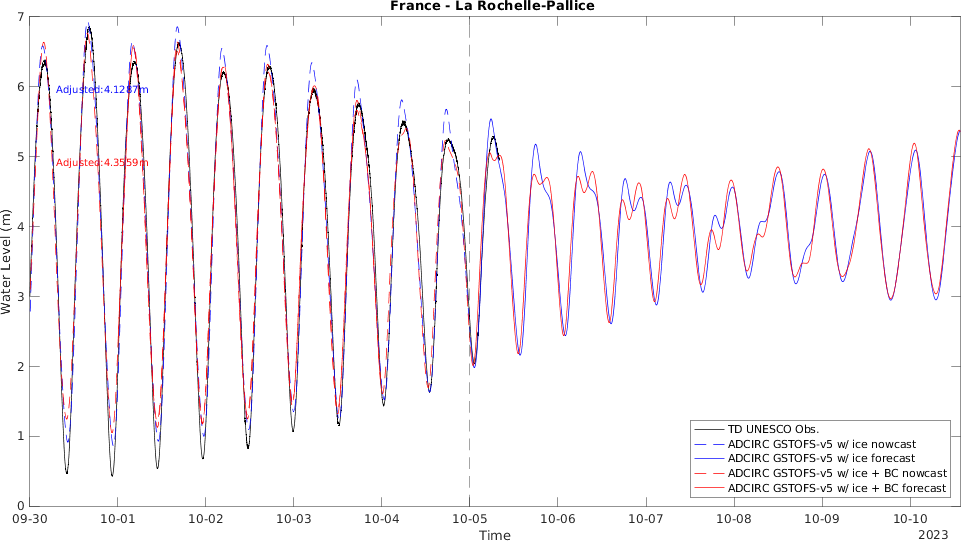 France - La Rochelle-Pallice
7
6
5
4
3
2
1
0
Water Level (m)
Adjusted:4.1287m
Adjusted:4.3559m
TD UNESCO Obs.
ADCIRC GSTOFS-v5 w/ ice nowcast
ADCIRC GSTOFS-v5 w/ ice forecast
ADCIRC GSTOFS-v5 w/ ice + BC nowcast
ADCIRC GSTOFS-v5 w/ ice + BC forecast
09-30 10-01 10-02 10-03 10-04 10-05 10-06 10-07 10-08 10-09 10-10
Time
2023